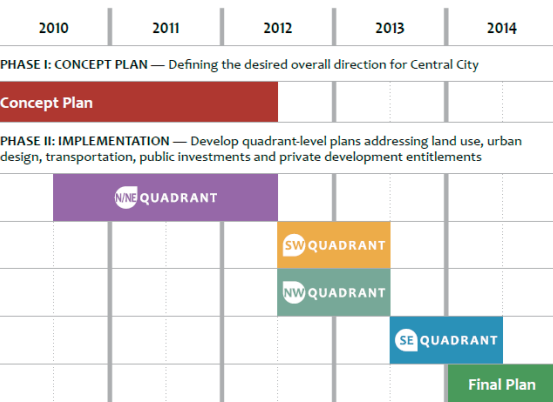 2010 2011 2012 2013 2014
PHASE I: CONCEPT PLAN — Defining the desired overall direction for Central City
Concept Plan
PHASE II: IMPLEMENTATION — Develop quadrant-level plans addressing land use, urban
design, transportation, public investments and private development entitlements
N/NE QUADRANT
SW QUADRANT
NW QUADRANT
SE QUADRANT
Final Plan